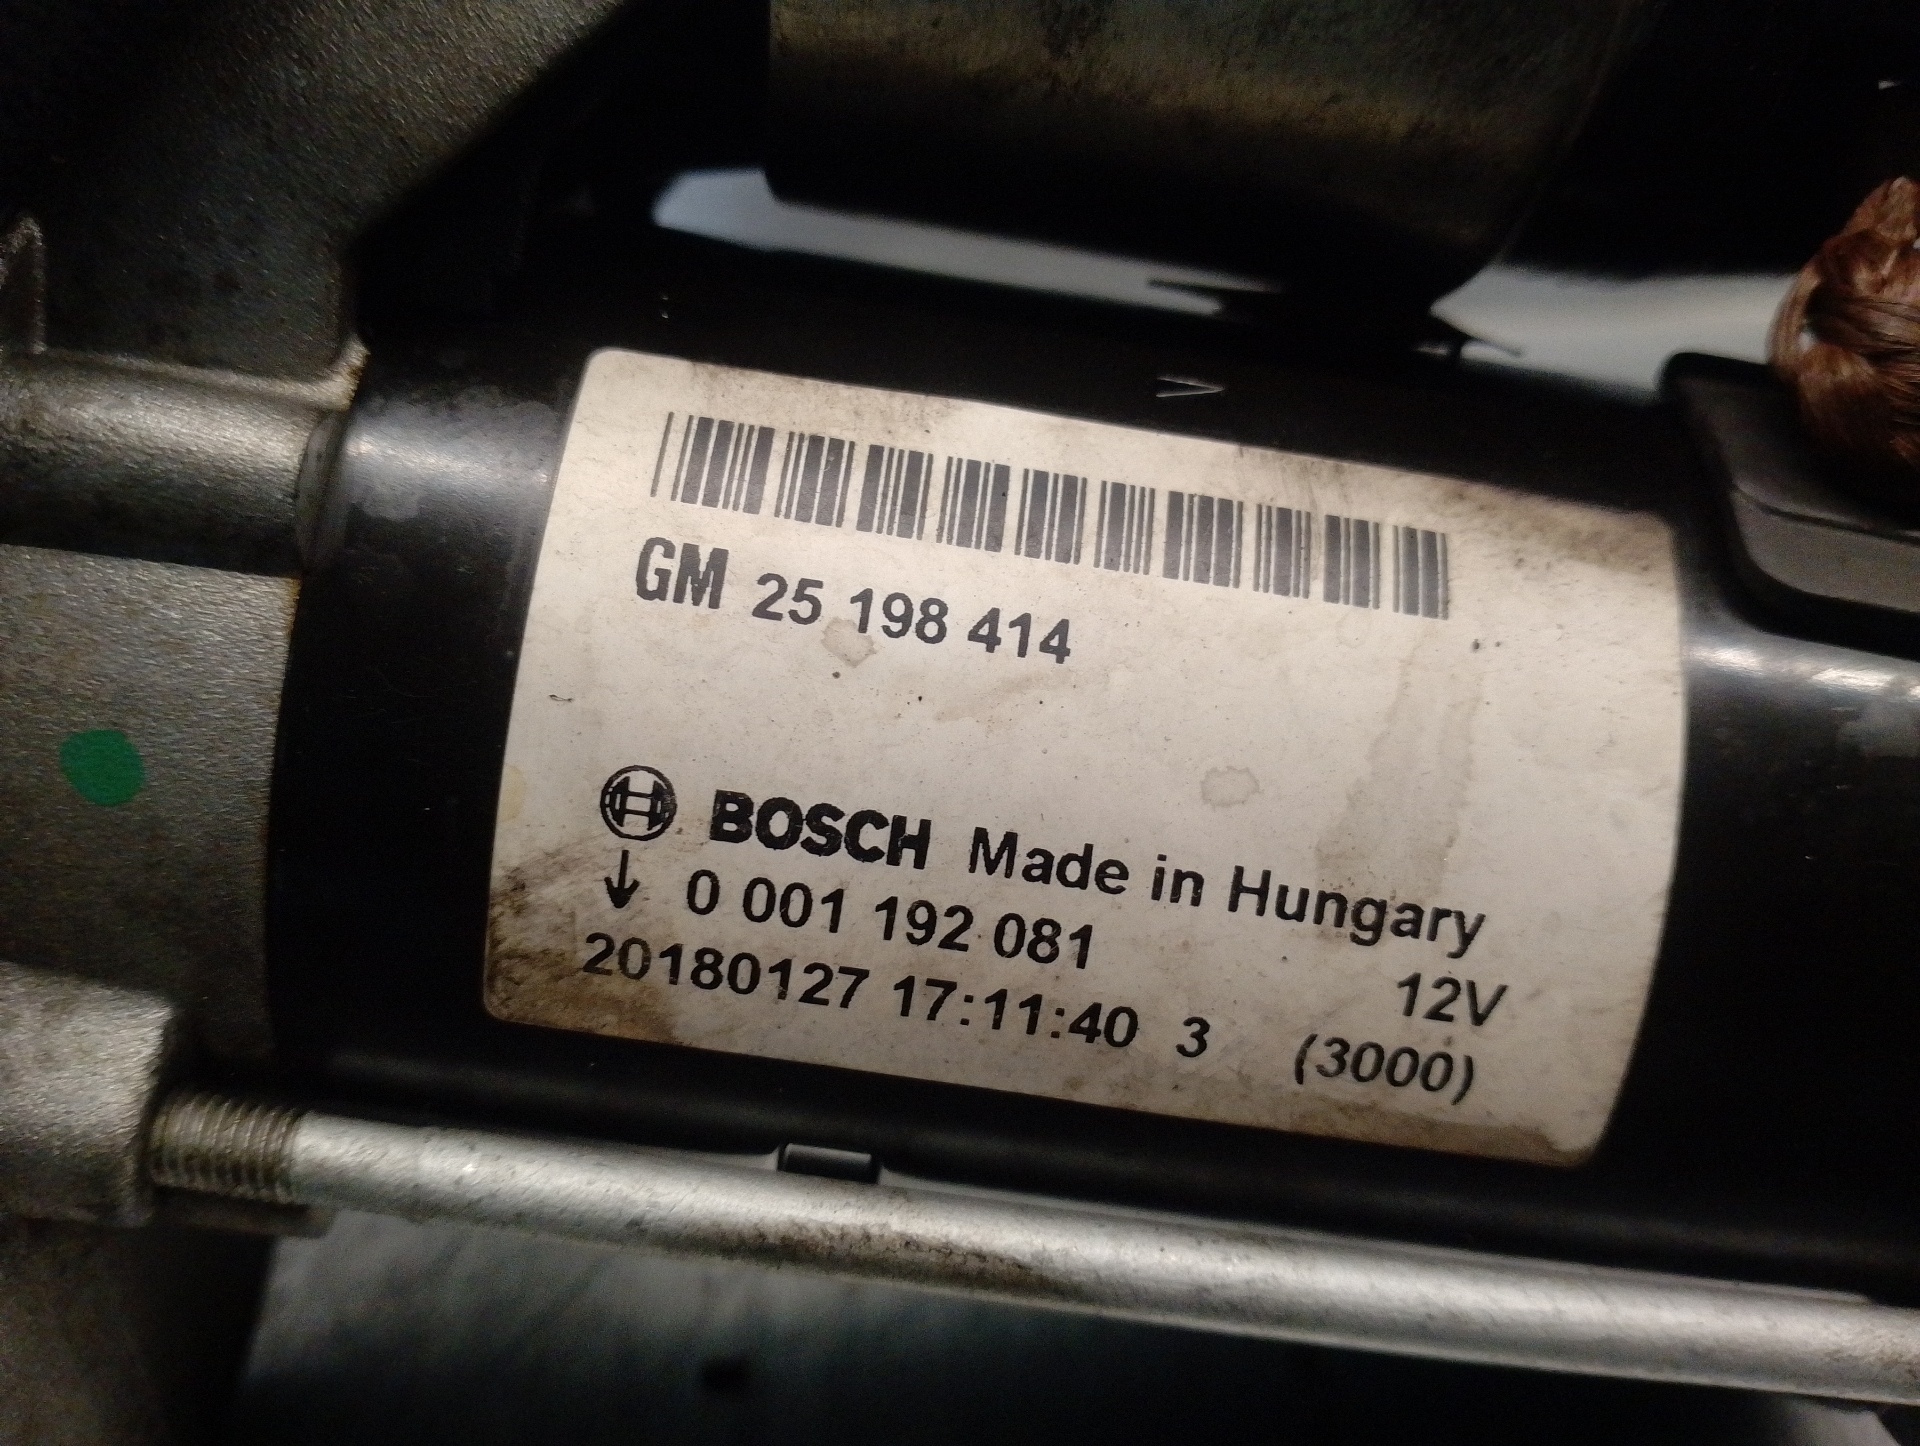 GM 25 198 414
BOSCH Made in Hungary
↓ 0 001 192 081 12V
20180127 17:11:40 3 (3000)